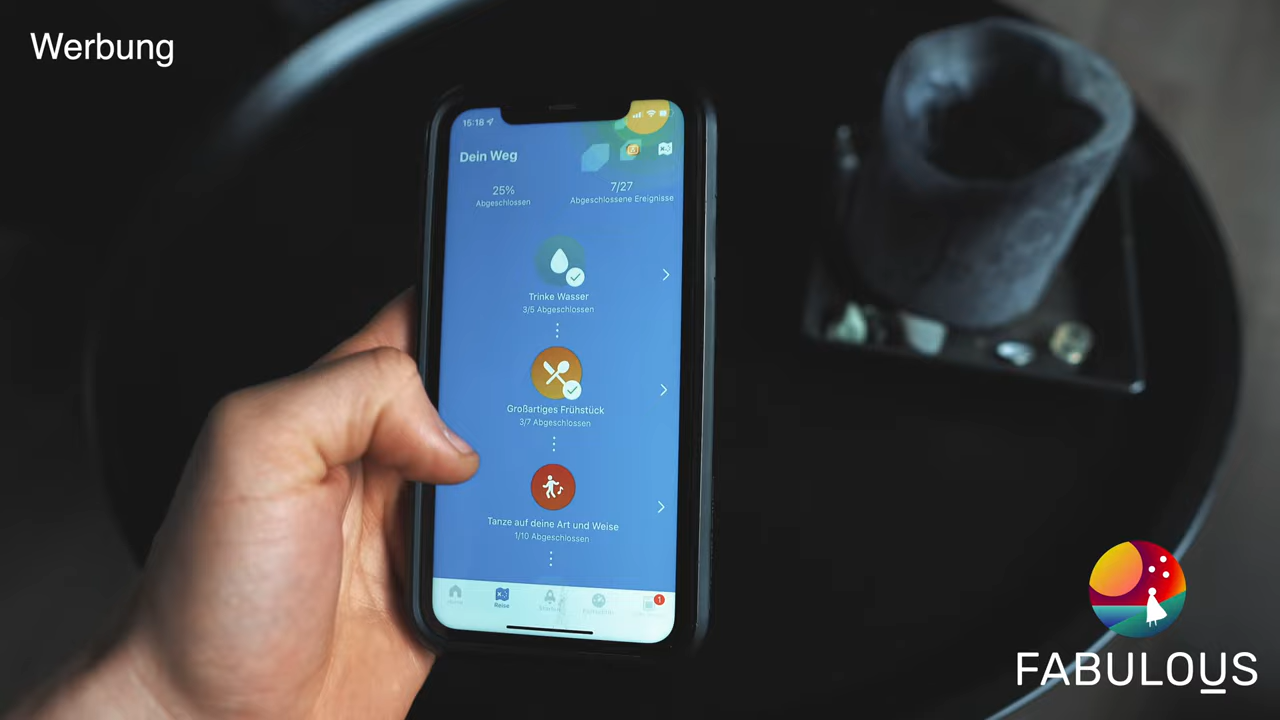 Werbung
15:18
Dein Weg
25%
Abgeschlossen
7/27
Abgeschlossene Ereignisse
Trinke Wasser
3/5 Abgeschlossen
Großartiges Frühstück
3/7 Abgeschlossen
Tanze auf deine Art und Weise
1/10 Abgeschlossen
Reise
1
FABULOUS